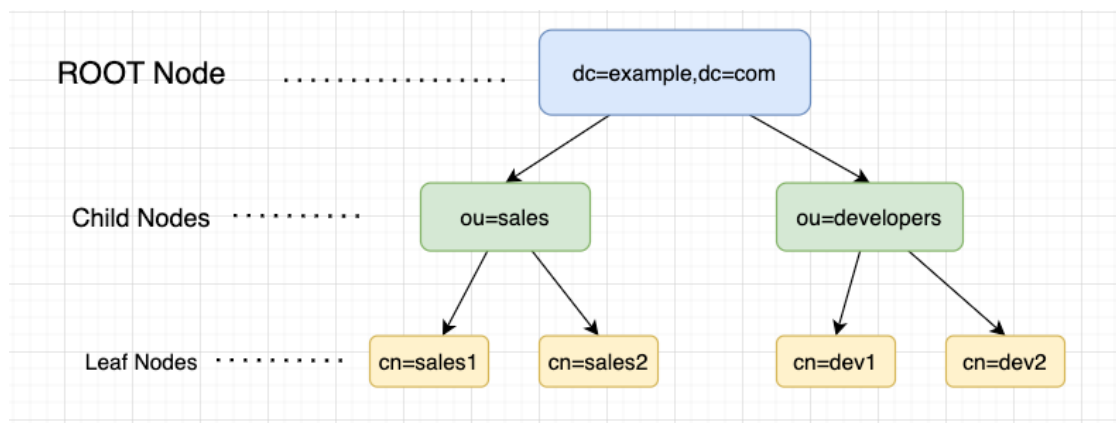 ROOT Node
dc=example,dc=com
Child Nodes
ou=sales
ou=developers
Leaf Nodes
cn=sales1
cn=sales2
cn=dev1
cn=dev2